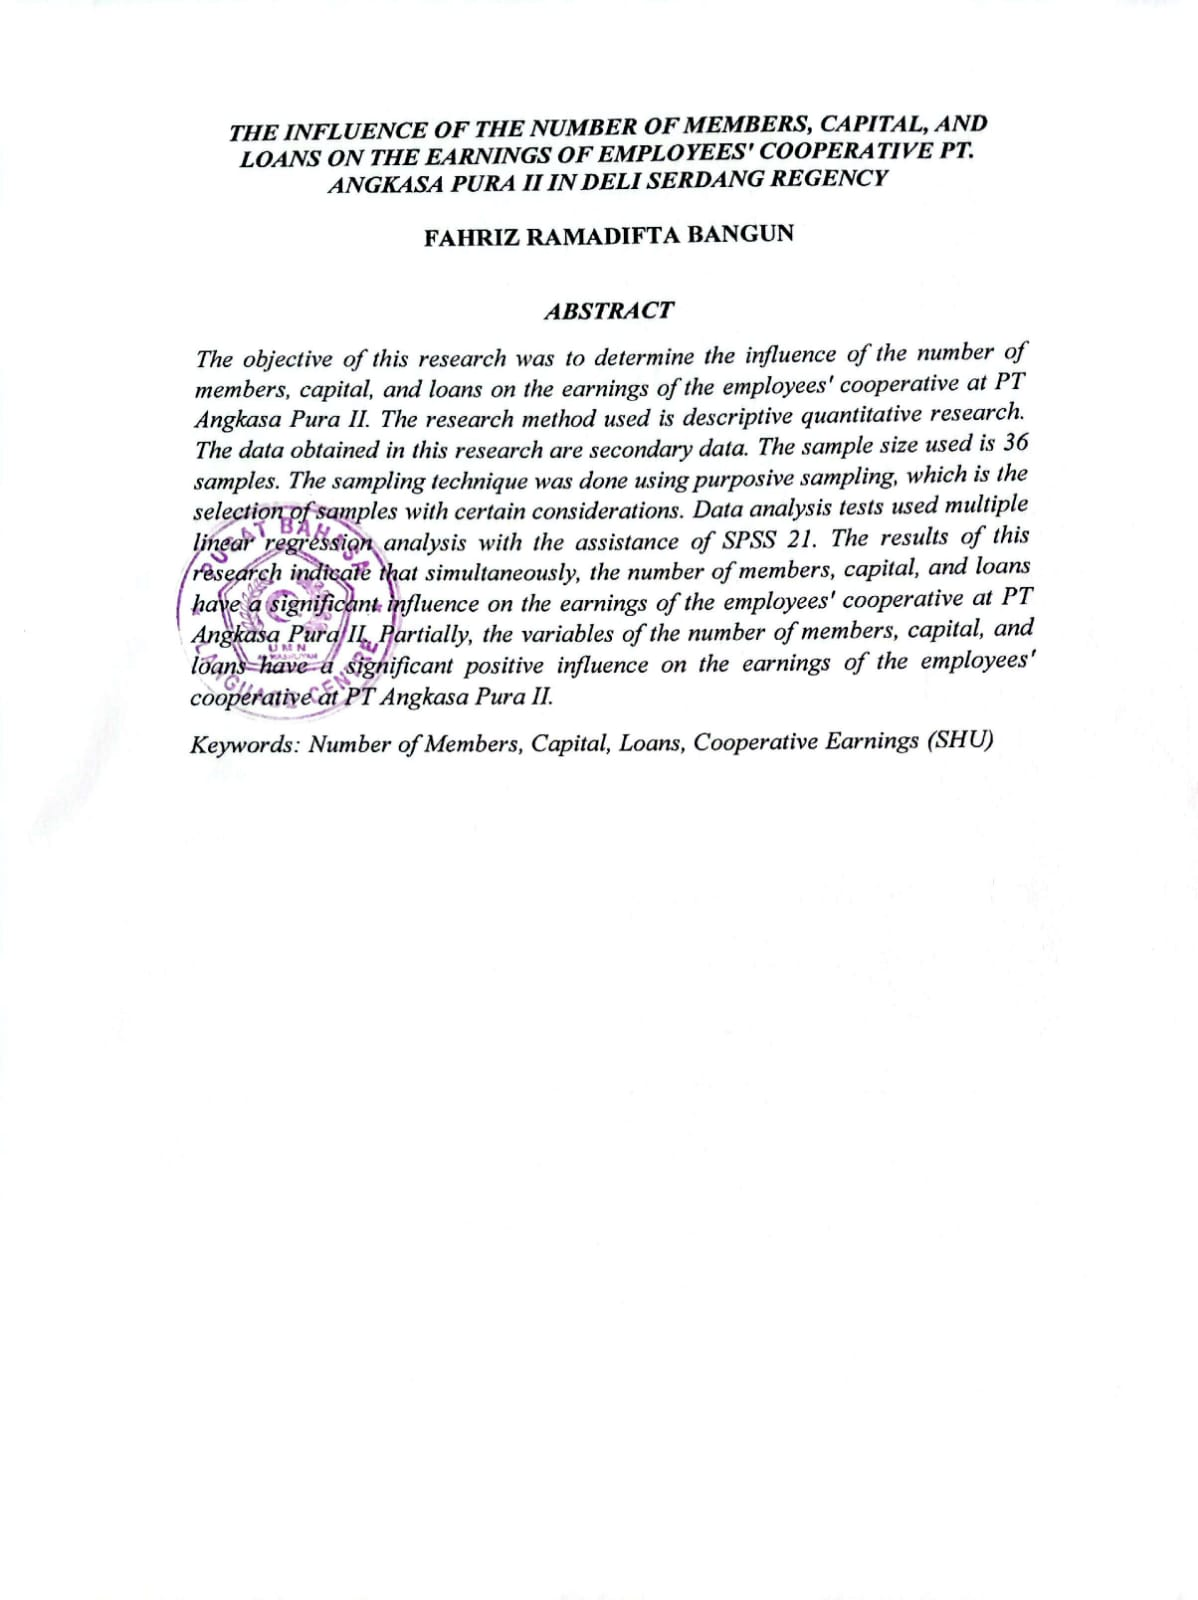 THE INFLUENCE OF THE NUMBER OF MEMBERS, CAPITAL, AND
LOANS ON THE EARNINGS OF EMPLOYEES' COOPERATIVE PT.
ANGKASA PURA II IN DELI SERDANG REGENCY
FAHRIZ RAMADIFTA BANGUN
ABSTRACT
The objective of this research was to determine the influence of the number of
members, capital, and loans on the earnings of the employees' cooperative at PT
Angkasa Pura II. The research method used is descriptive quantitative research.
The data obtained in this research are secondary data. The sample size used is 36
samples. The sampling technique was done using purposive sampling, which is the
selection of samples with certain considerations. Data analysis tests used multiple
linear regression analysis with the assistance of SPSS 21. The results of this
research indicate that simultaneously, the number of members, capital, and loans
have a significant influence on the earnings of the employees' cooperative at PT
Angkasa Pura II. Partially, the variables of the number of members, capital, and
loans have a significant positive influence on the earnings of the employees'
cooperative at PT Angkasa Pura II.
Keywords: Number of Members, Capital, Loans, Cooperative Earnings (SHU)
PUSAT BAHASA
UMN
LANGUAGE CENTRE